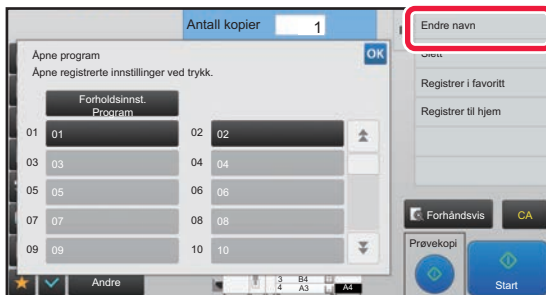 Antall kopier 1
Åpne program
OK
Åpne registrerte innstillinger ved trykk.
Forholdsinnst.
Program
01 01 02 02
03 03 04 04
05 05 06 06
07 07 08 08
09 09 10 10
Andre
3 B4
4 A3 A4
Endre navn
Slett
Registrer i favoritt
Registrer til hjem
Forhåndsvis CA
Prøvekopi
Start